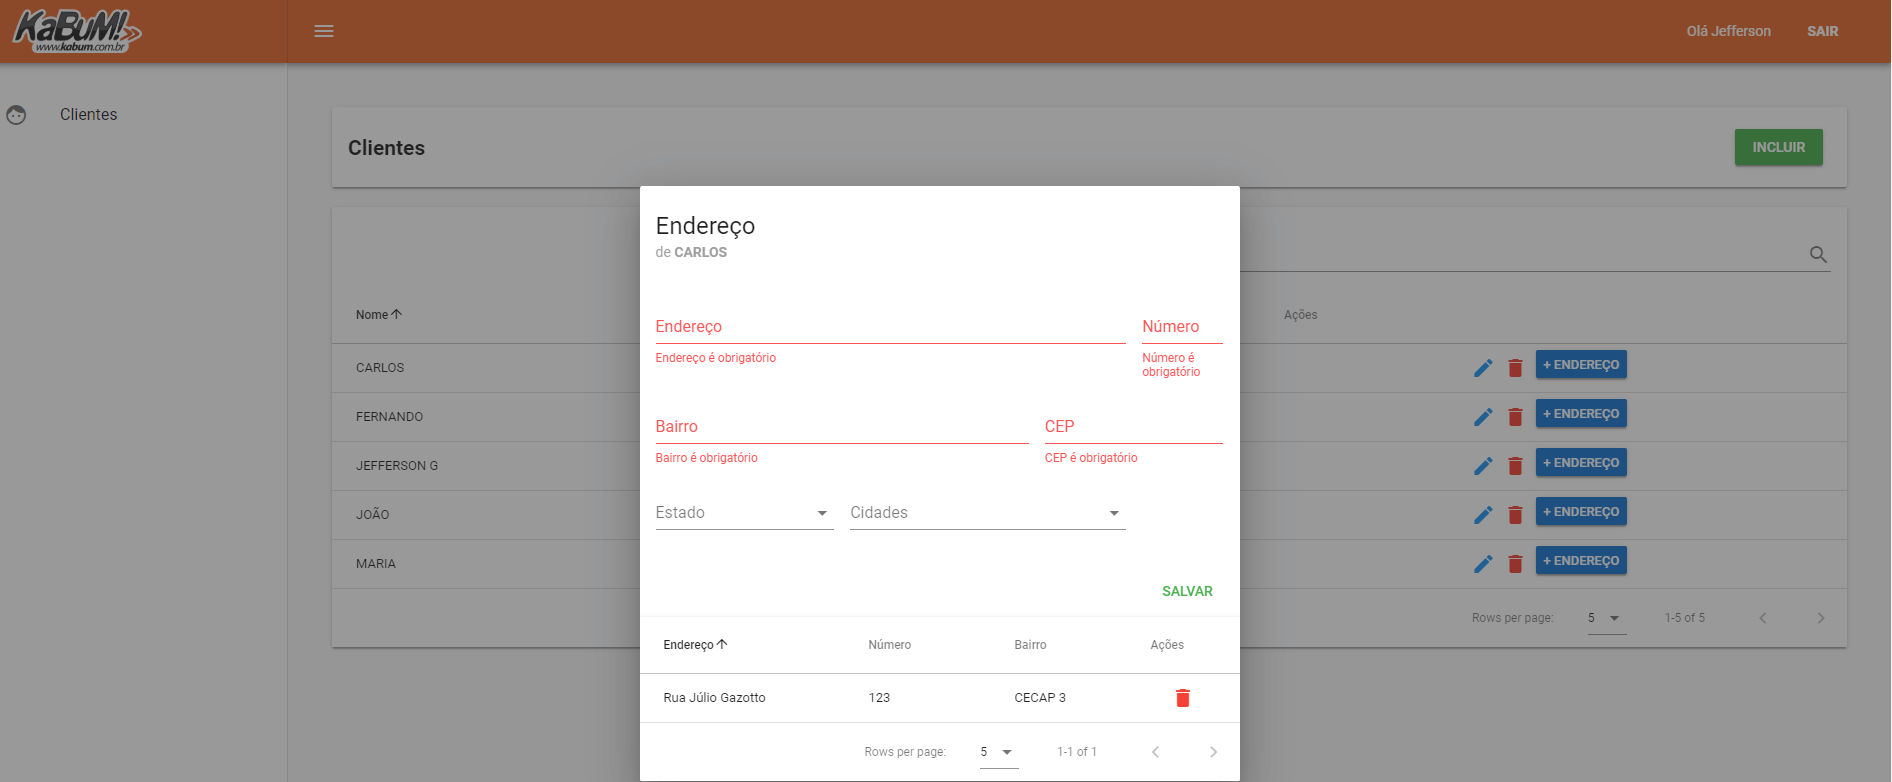 KaBuM!
www.kabum.com.br
Olá Jefferson
SAIR
Clientes
Clientes
INCLUIR
Nome
Ações
CARLOS
+ ENDEREÇO
FERNANDO
+ ENDEREÇO
JEFFERSON G
+ ENDEREÇO
JOÃO
+ ENDEREÇO
MARIA
+ ENDEREÇO
Rows per page:
5
1-5 of 5
Endereço
de CARLOS
Endereço
Número
Endereço é obrigatório
Número é
obrigatório
Bairro
CEP
Bairro é obrigatório
CEP é obrigatório
Estado
Cidades
SALVAR
Endereço
Número
Bairro
Ações
Rua Júlio Gazotto
123
CECAP 3
Rows per page:
5
1-1 of 1